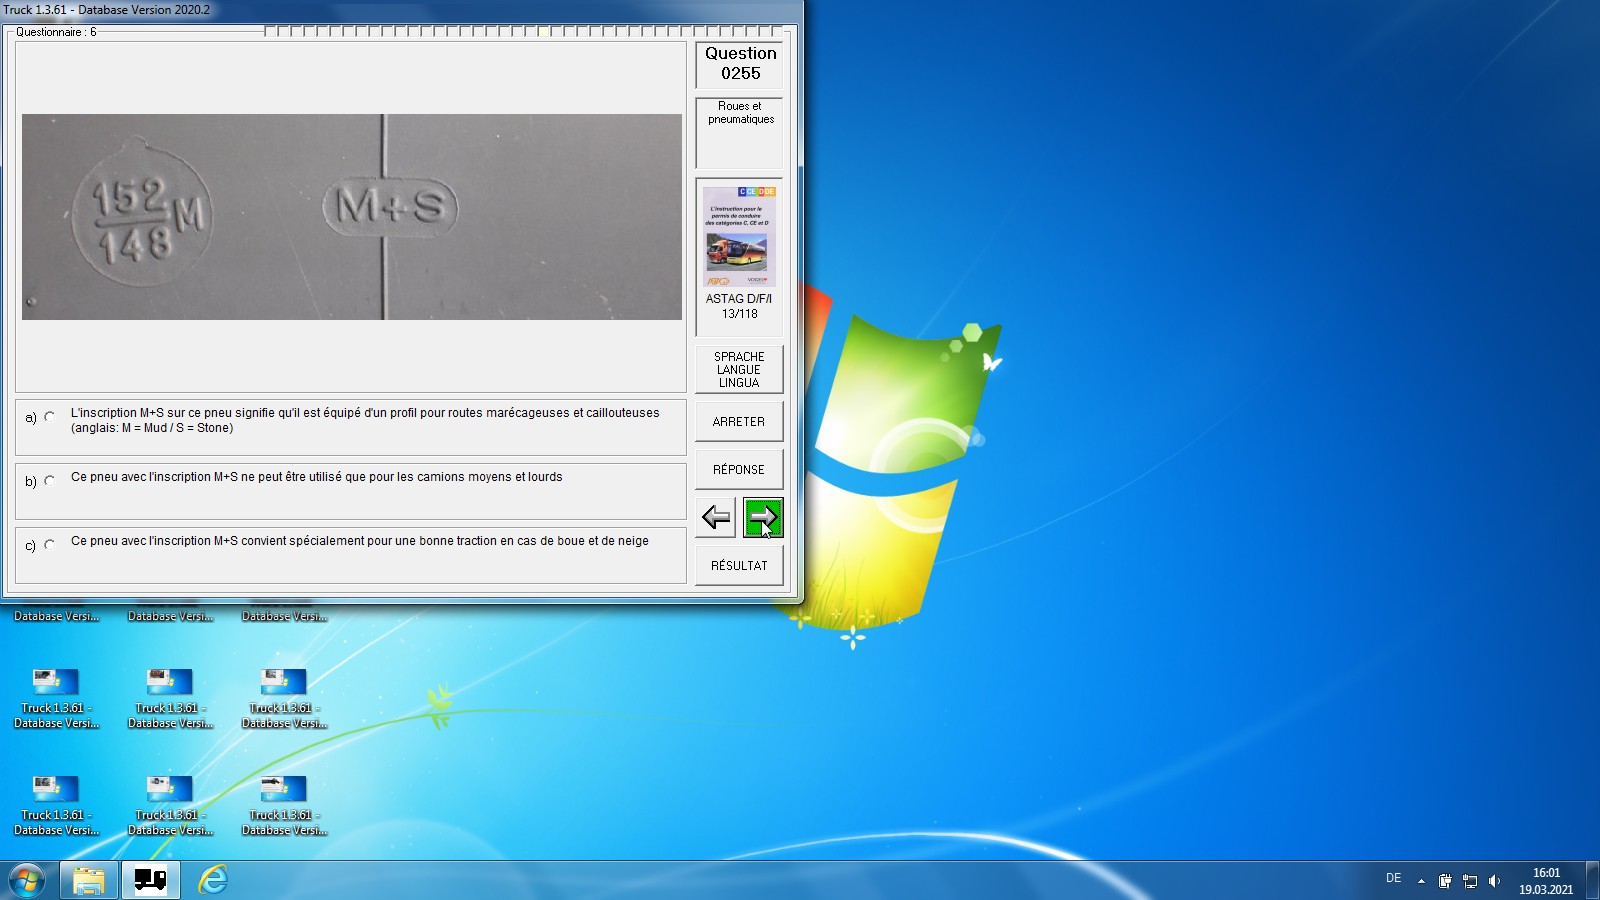 Truck 1.3.61 - Database Version 2020.2
Questionnaire : 6
152
148
M
M+S
Question
0255
Roues et
pneumatiques
C CE D DE
L'instruction pour le
permis de conduire
des catégories C, CE et D
ASTAG D/F/I
13/118
SPRACHE
LANGUE
LINGUA
ARRETER
RÉPONSE
RÉSULTAT
a) L'inscription M+S sur ce pneu signifie qu'il est équipé d'un profil pour routes marécageuses et caillouteuses
(anglais: M = Mud / S = Stone)
b) Ce pneu avec l'inscription M+S ne peut être utilisé que pour les camions moyens et lourds
c) Ce pneu avec l'inscription M+S convient spécialement pour une bonne traction en cas de boue et de neige
Database Versi... Database Versi... Database Versi...
Truck 1.3.61 - Truck 1.3.61 - Truck 1.3.61 -
Database Versi... Database Versi... Database Versi...
Truck 1.3.61 - Truck 1.3.61 - Truck 1.3.61 -
Database Versi... Database Versi... Database Versi...
DE
16:01
19.03.2021